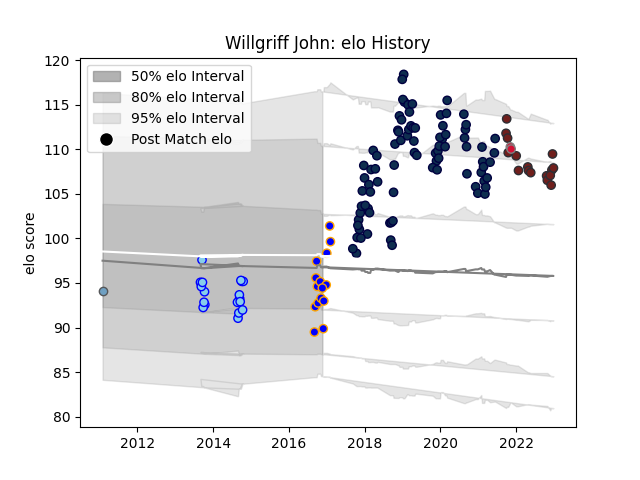 Willgriff John: elo History
50% elo Interval
80% elo Interval
95% elo Interval
Post Match elo
elo score
120
115
110
105
100
95
90
85
80
2012 2014 2016 2018 2020 2022